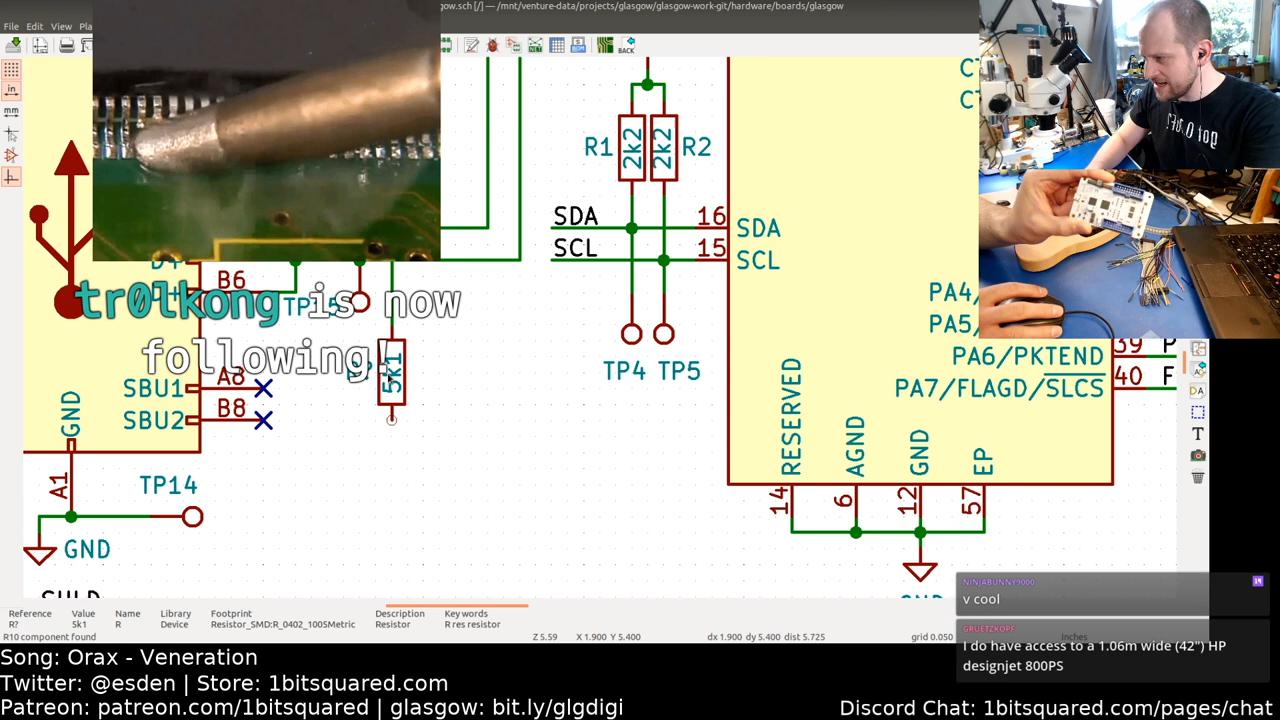 gow.sch [/] — /mnt/venture-data/projects/glasgow/glasgow-work-git/hardware/boards/glasgow
File Edit View Pla
BACK
in
mm
R1 2k2 2k2 R2
SDA 16 SDA
SCL 15 SCL
TP4 TP5
B6
tr0lkong is now
following!
5k1
SBU1 A8
SBU2 B8
GND
A1
TP14
GND
PA4/
PA5/
PA6/PKTEND 39 P
PA7/FLAGD/SLCS 40 F
RESERVED AGND GND EP
14 6 12 57
got DFR?
NINJABUNNY9000
v cool
GRUETZKOPF
I do have access to a 1.06m wide (42") HP
designjet 800PS
Reference Value Name Library Footprint Description Key words
R? 5k1 R Device Resistor_SMD:R_0402_1005Metric Resistor R res resistor
R10 component found Z 5.59 X 1.900 Y 5.400 dx 1.900 dy 5.400 dist 5.725 grid 0.050 Inches
Song: Orax - Veneration
Twitter: @esden | Store: 1bitsquared.com
Patreon: patreon.com/1bitsquared | glasgow: bit.ly/glgdigi
Discord Chat: 1bitsquared.com/pages/chat